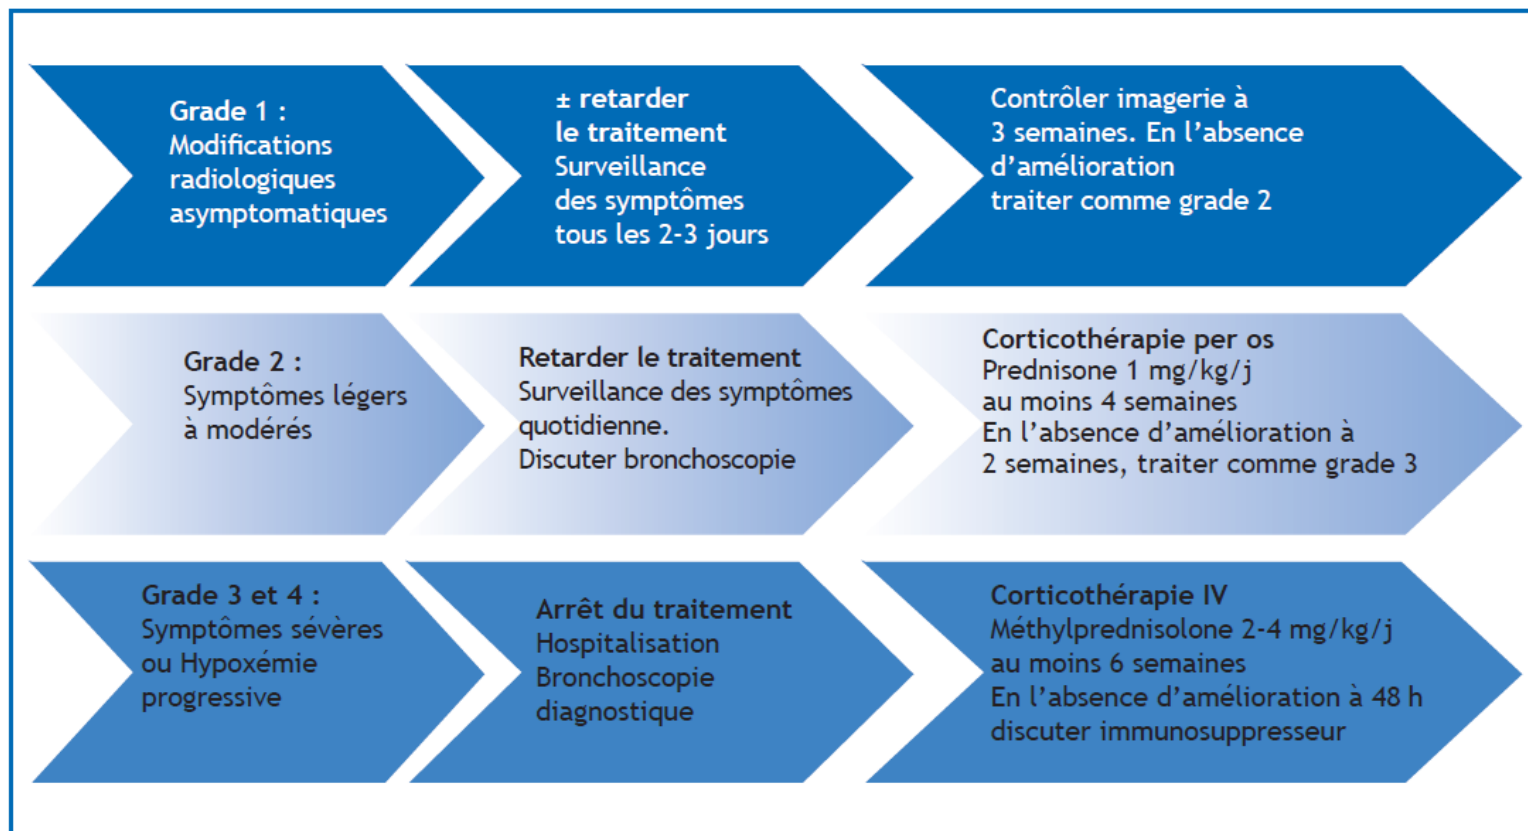 Grade 1 :
Modifications
radiologiques
asymptomatiques
± retarder
le traitement
Surveillance
des symptômes
tous les 2-3 jours
Contrôler imagerie à
3 semaines. En l’absence
d’amélioration
traiter comme grade 2
Grade 2 :
Symptômes légers
à modérés
Retarder le traitement
Surveillance des symptômes
quotidienne.
Discuter bronchoscopie
Corticothérapie per os
Prednisone 1 mg/kg/j
au moins 4 semaines
En l’absence d’amélioration à
2 semaines, traiter comme grade 3
Grade 3 et 4 :
Symptômes sévères
ou Hypoxémie
progressive
Arrêt du traitement
Hospitalisation
Bronchoscopie
diagnostique
Corticothérapie IV
Méthylprednisolone 2-4 mg/kg/j
au moins 6 semaines
En l’absence d’amélioration à 48 h
discuter immunosuppresseur